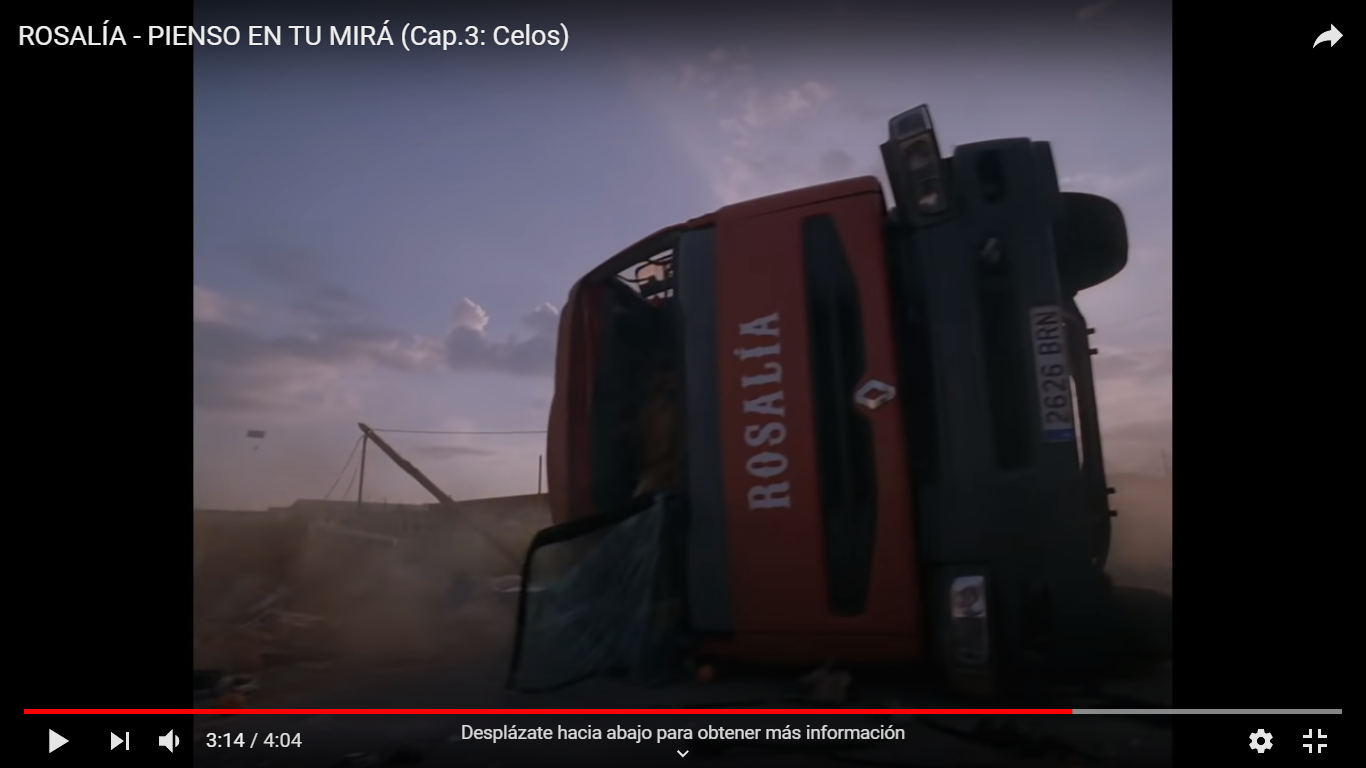 ROSALÍA - PIENSO EN TU MIRÁ (Cap.3: Celos)
ROSALÍA
2626 BRN
Desplázate hacia abajo para obtener más información
3:14 / 4:04